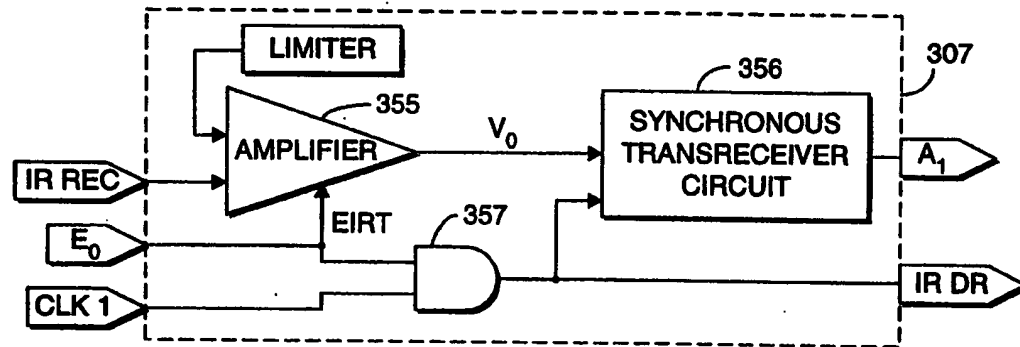 LIMITER
356
307
355
AMPLIFIER
V₀
SYNCHRONOUS
TRANSRECEIVER
CIRCUIT
A₁
IR REC
EIRT
357
E₀
IR DR
CLK 1